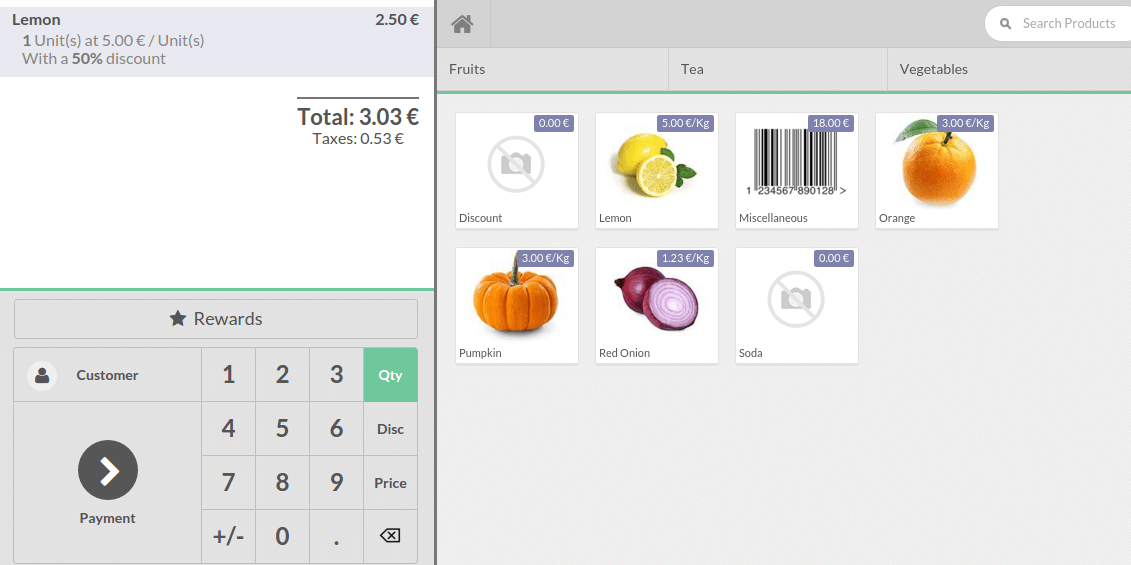 Lemon 2.50 €
1 Unit(s) at 5.00 € / Unit(s)
With a 50% discount
Total: 3.03 €
Taxes: 0.53 €
Rewards
Customer 1 2 3 Qty
4 5 6 Disc
7 8 9 Price
Payment
+/- 0 .
Search Products
Fruits Tea Vegetables
0.00 € 5.00 €/Kg 18.00 € 3.00 €/Kg
1 234567 890128 >
Discount Lemon Miscellaneous Orange
3.00 €/Kg 1.23 €/Kg 0.00 €
Pumpkin Red Onion Soda